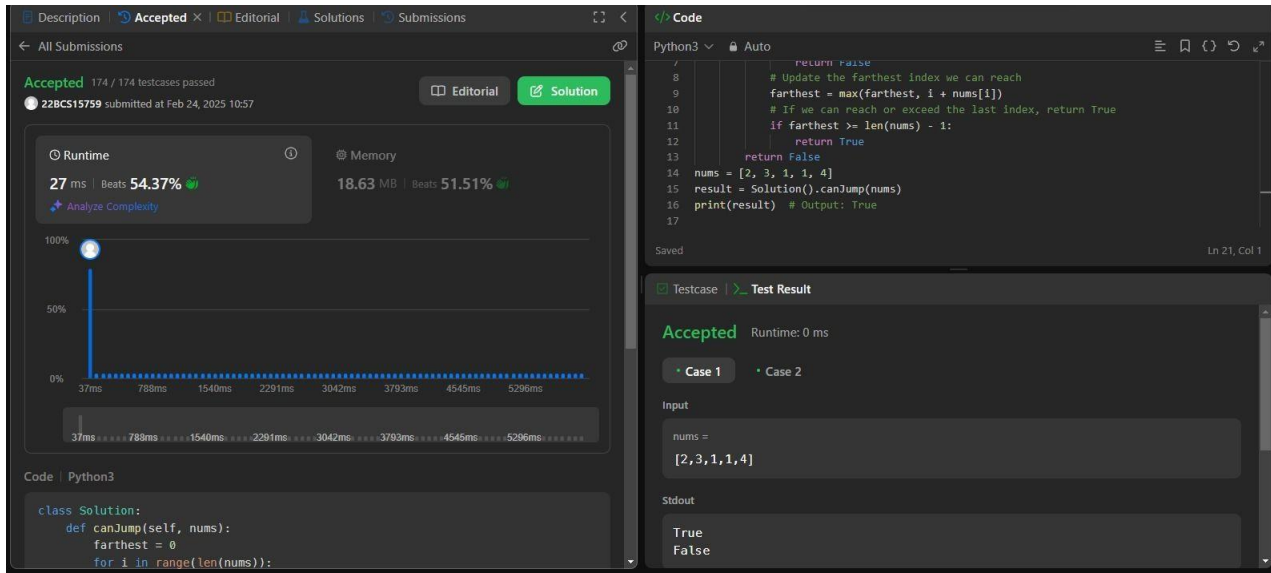 Description | Accepted × | Editorial | Solutions | Submissions
← All Submissions
Accepted 174 / 174 testcases passed
22BCS15759 submitted at Feb 24, 2025 10:57
Editorial
Solution
Runtime
27 ms | Beats 54.37%
Analyze Complexity
Memory
18.63 MB | Beats 51.51%
100%
50%
0%
37ms 788ms 1540ms 2291ms 3042ms 3793ms 4545ms 5296ms
37ms 788ms 1540ms 2291ms 3042ms 3793ms 4545ms 5296ms
Code | Python3
class Solution:
def canJump(self, nums):
farthest = 0
for i in range(len(nums)):
</> Code
Python3 Auto
7 return False
8 # Update the farthest index we can reach
9 farthest = max(farthest, i + nums[i])
10 # If we can reach or exceed the last index, return True
11 if farthest >= len(nums) - 1:
12 return True
13 return False
14 nums = [2, 3, 1, 1, 4]
15 result = Solution().canJump(nums)
16 print(result) # Output: True
17
Saved
Ln 21, Col 1
Testcase | >_ Test Result
Accepted Runtime: 0 ms
• Case 1 • Case 2
Input
nums =
[2,3,1,1,4]
Stdout
True
False